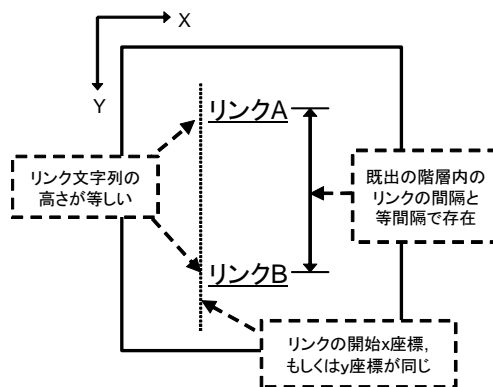 X
Y
リンクA
リンク文字列の
高さが等しい
既出の階層内の
リンクの間隔と
等間隔で存在
リンクB
リンクの開始x座標,
もしくはy座標が同じ